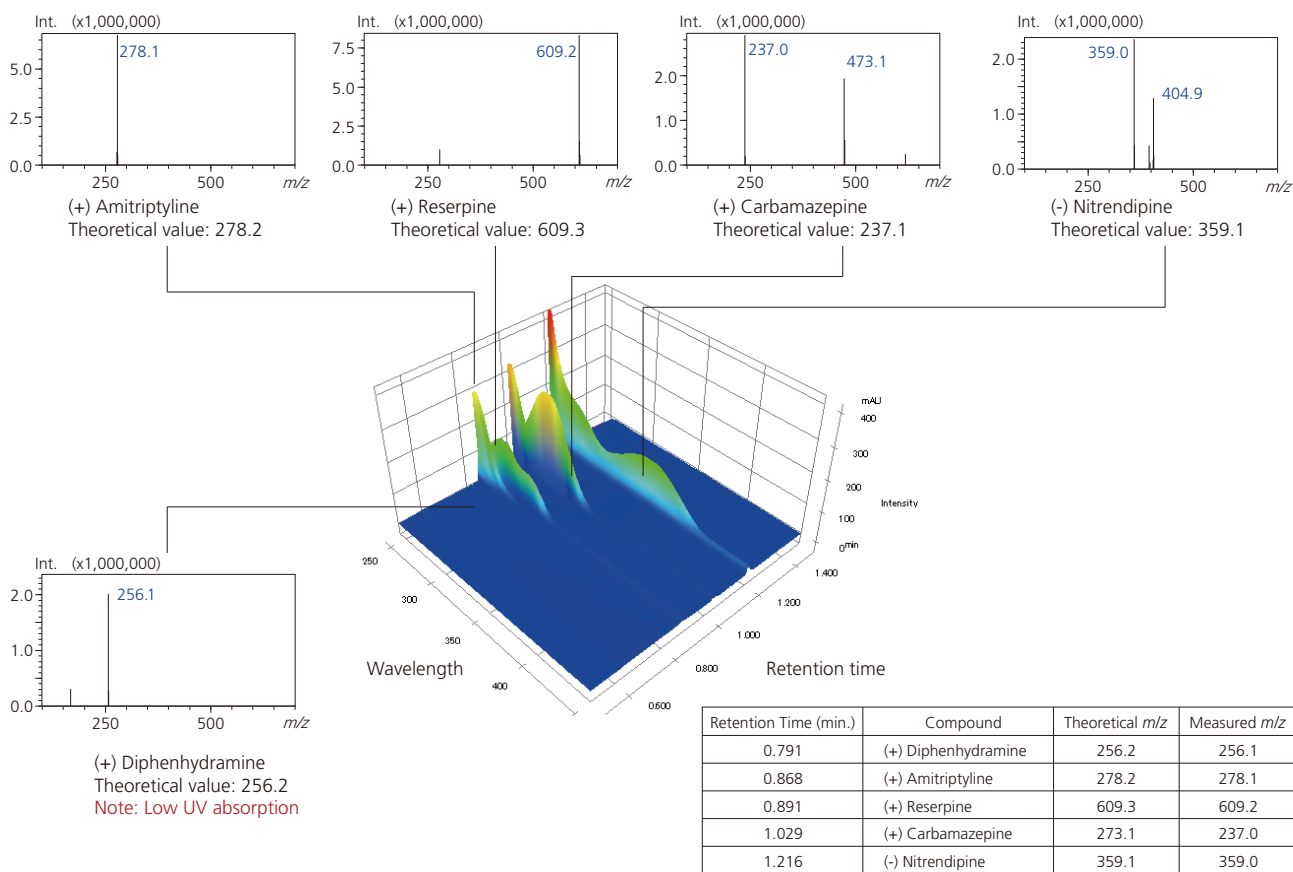 Int. (x1,000,000)
278.1
5.0
2.5
0.0
250
500
m/z
(+) Amitriptyline
Theoretical value: 278.2
Int. (x1,000,000)
609.2
7.5
5.0
2.5
0.0
250
500
m/z
(+) Reserpine
Theoretical value: 609.3
Int. (x1,000,000)
237.0
473.1
2.0
1.0
0.0
250
500
m/z
(+) Carbamazepine
Theoretical value: 237.1
Int. (x1,000,000)
359.0
404.9
2.0
1.0
0.0
250
500
m/z
(-) Nitrendipine
Theoretical value: 359.1
mAU
400
300
200
100
0
Intensity
min
1.400
1.200
1.000
0.800
0.600
Retention time
250
300
350
400
Wavelength
Int. (x1,000,000)
256.1
2.0
1.0
0.0
250
500
m/z
(+) Diphenhydramine
Theoretical value: 256.2
Note: Low UV absorption
Retention Time (min.) Compound Theoretical m/z Measured m/z
0.791 (+) Diphenhydramine 256.2 256.1
0.868 (+) Amitriptyline 278.2 278.1
0.891 (+) Reserpine 609.3 609.2
1.029 (+) Carbamazepine 273.1 237.0
1.216 (-) Nitrendipine 359.1 359.0